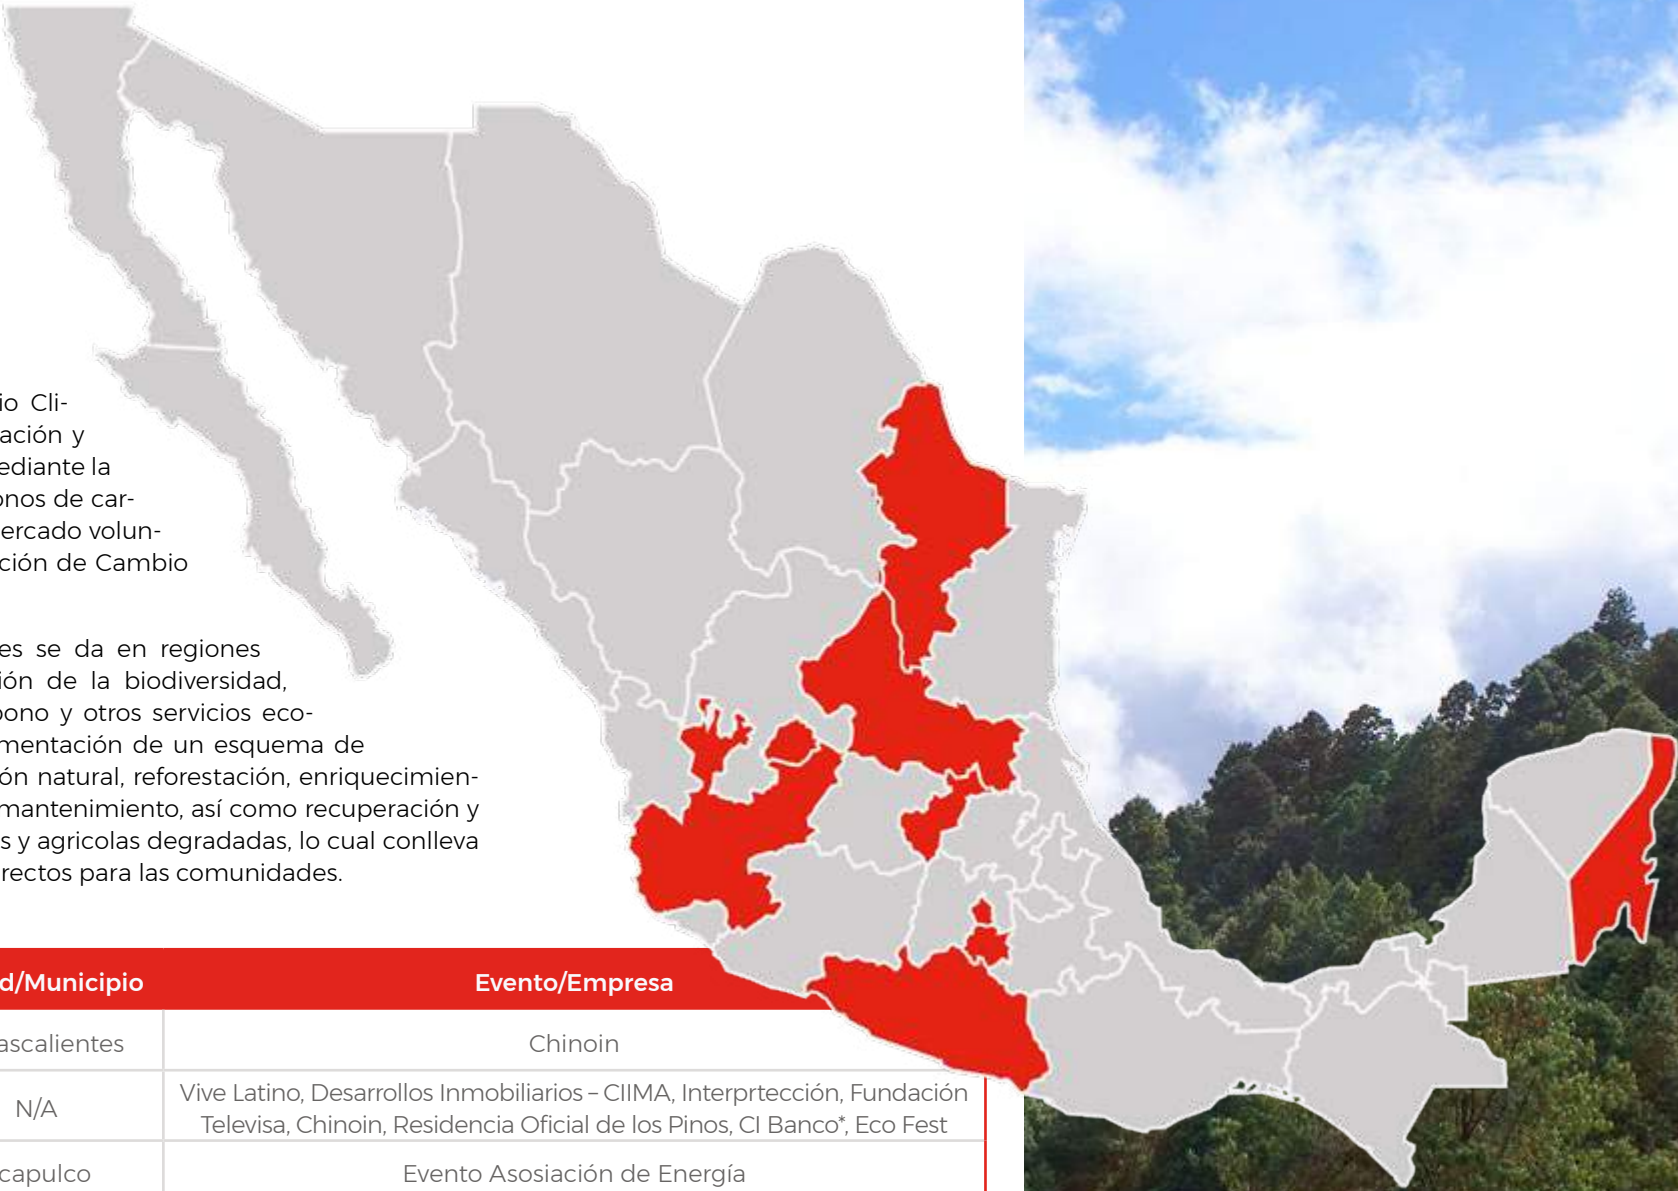 io Cli-
ación y
ediante la
onos de car-
ercado volun-
ción de Cambio
es se da en regiones
ión de la biodiversidad,
bono y otros servicios eco-
mentación de un esquema de
ón natural, reforestación, enriquecimien-
mantenimiento, así como recuperación y
s y agricolas degradadas, lo cual conlleva
rectos para las comunidades.
d/Municipio Evento/Empresa
ascalientes Chinoin
N/A Vive Latino, Desarrollos Inmobiliarios – CIIMA, Interprtección, Fundación
Televisa, Chinoin, Residencia Oficial de los Pinos, CI Banco*, Eco Fest
capulco Evento Asosiación de Energía